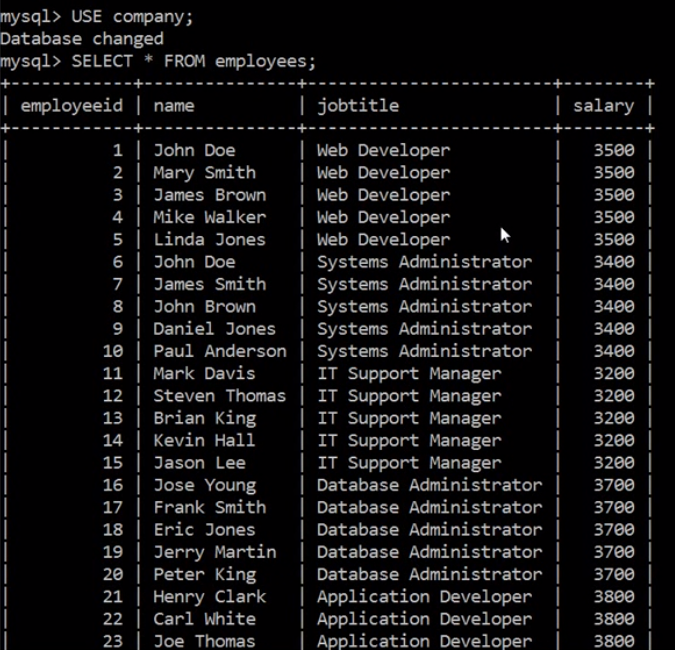 mysql> USE company;
Database changed
mysql> SELECT * FROM employees;
+------------+---------------+------------------------+--------+
| employeeid | name          | jobtitle               | salary |
+------------+---------------+------------------------+--------+
|          1 | John Doe      | Web Developer          |   3500 |
|          2 | Mary Smith    | Web Developer          |   3500 |
|          3 | James Brown   | Web Developer          |   3500 |
|          4 | Mike Walker   | Web Developer          |   3500 |
|          5 | Linda Jones   | Web Developer          |   3500 |
|          6 | John Doe      | Systems Administrator  |   3400 |
|          7 | James Smith   | Systems Administrator  |   3400 |
|          8 | John Brown    | Systems Administrator  |   3400 |
|          9 | Daniel Jones  | Systems Administrator  |   3400 |
|         10 | Paul Anderson | Systems Administrator  |   3400 |
|         11 | Mark Davis    | IT Support Manager     |   3200 |
|         12 | Steven Thomas | IT Support Manager     |   3200 |
|         13 | Brian King    | IT Support Manager     |   3200 |
|         14 | Kevin Hall    | IT Support Manager     |   3200 |
|         15 | Jason Lee     | IT Support Manager     |   3200 |
|         16 | Jose Young    | Database Administrator |   3700 |
|         17 | Frank Smith   | Database Administrator |   3700 |
|         18 | Eric Jones    | Database Administrator |   3700 |
|         19 | Jerry Martin  | Database Administrator |   3700 |
|         20 | Peter King    | Database Administrator |   3700 |
|         21 | Henry Clark   | Application Developer  |   3800 |
|         22 | Carl White    | Application Developer  |   3800 |
|         23 | Joe Thomas    | Application Developer  |   3800 |